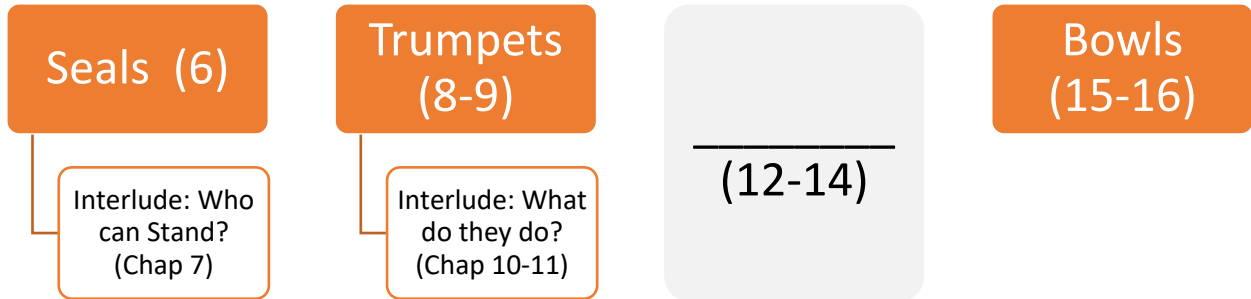 Seals  (6)
Interlude: Who
can Stand?
(Chap 7)
Trumpets
(8-9)
Interlude: What
do they do?
(Chap 10-11)
________
(12-14)
Bowls
(15-16)